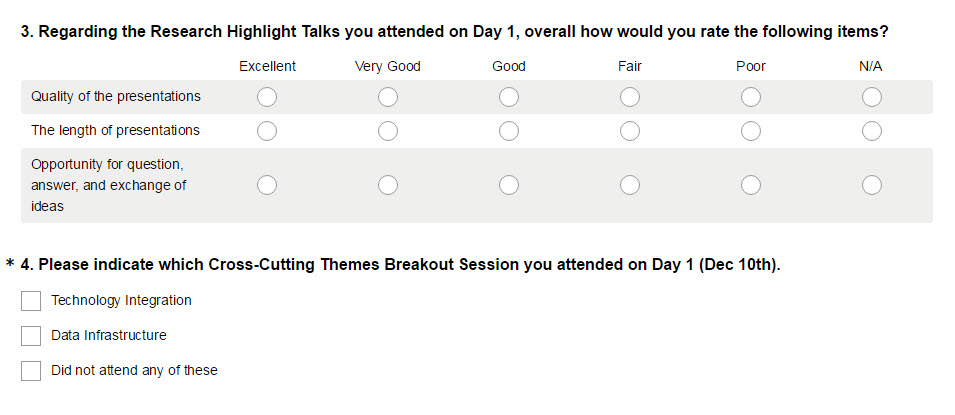 3. Regarding the Research Highlight Talks you attended on Day 1, overall how would you rate the following items?
Excellent Very Good Good Fair Poor N/A
Quality of the presentations
The length of presentations
Opportunity for question,
answer, and exchange of
ideas
* 4. Please indicate which Cross-Cutting Themes Breakout Session you attended on Day 1 (Dec 10th).
Technology Integration
Data Infrastructure
Did not attend any of these